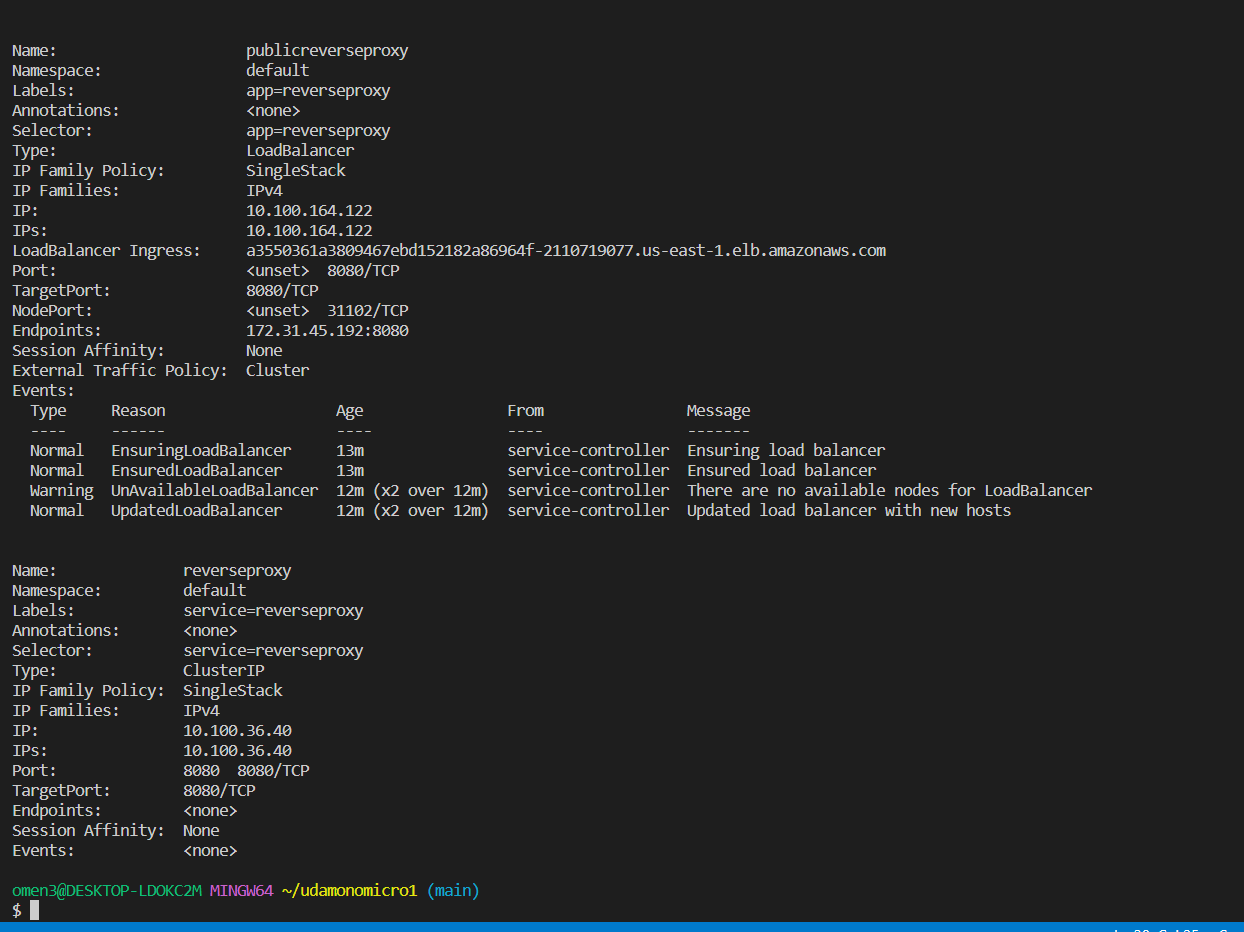 Name:                     publicreverseproxy
Namespace:                default
Labels:                   app=reverseproxy
Annotations:              <none>
Selector:                 app=reverseproxy
Type:                     LoadBalancer
IP Family Policy:         SingleStack
IP Families:              IPv4
IP:                       10.100.164.122
IPs:                      10.100.164.122
LoadBalancer Ingress:     a3550361a3809467ebd152182a86964f-2110719077.us-east-1.elb.amazonaws.com
Port:                     <unset>  8080/TCP
TargetPort:               8080/TCP
NodePort:                 <unset>  31102/TCP
Endpoints:                172.31.45.192:8080
Session Affinity:         None
External Traffic Policy:  Cluster
Events:
  Type     Reason                   Age                  From                Message
  ----     ------                   ----                 ----                -------
  Normal   EnsuringLoadBalancer     13m                  service-controller  Ensuring load balancer
  Normal   EnsuredLoadBalancer      13m                  service-controller  Ensured load balancer
  Warning  UnAvailableLoadBalancer  12m (x2 over 12m)    service-controller  There are no available nodes for LoadBalancer
  Normal   UpdatedLoadBalancer      12m (x2 over 12m)    service-controller  Updated load balancer with new hosts
Name:              reverseproxy
Namespace:         default
Labels:            service=reverseproxy
Annotations:       <none>
Selector:          service=reverseproxy
Type:              ClusterIP
IP Family Policy:  SingleStack
IP Families:       IPv4
IP:                10.100.36.40
IPs:               10.100.36.40
Port:              8080  8080/TCP
TargetPort:        8080/TCP
Endpoints:         <none>
Session Affinity:  None
Events:            <none>
omen3@DESKTOP-LDOKC2M MINGW64 ~/udamonomicro1 (main)
$